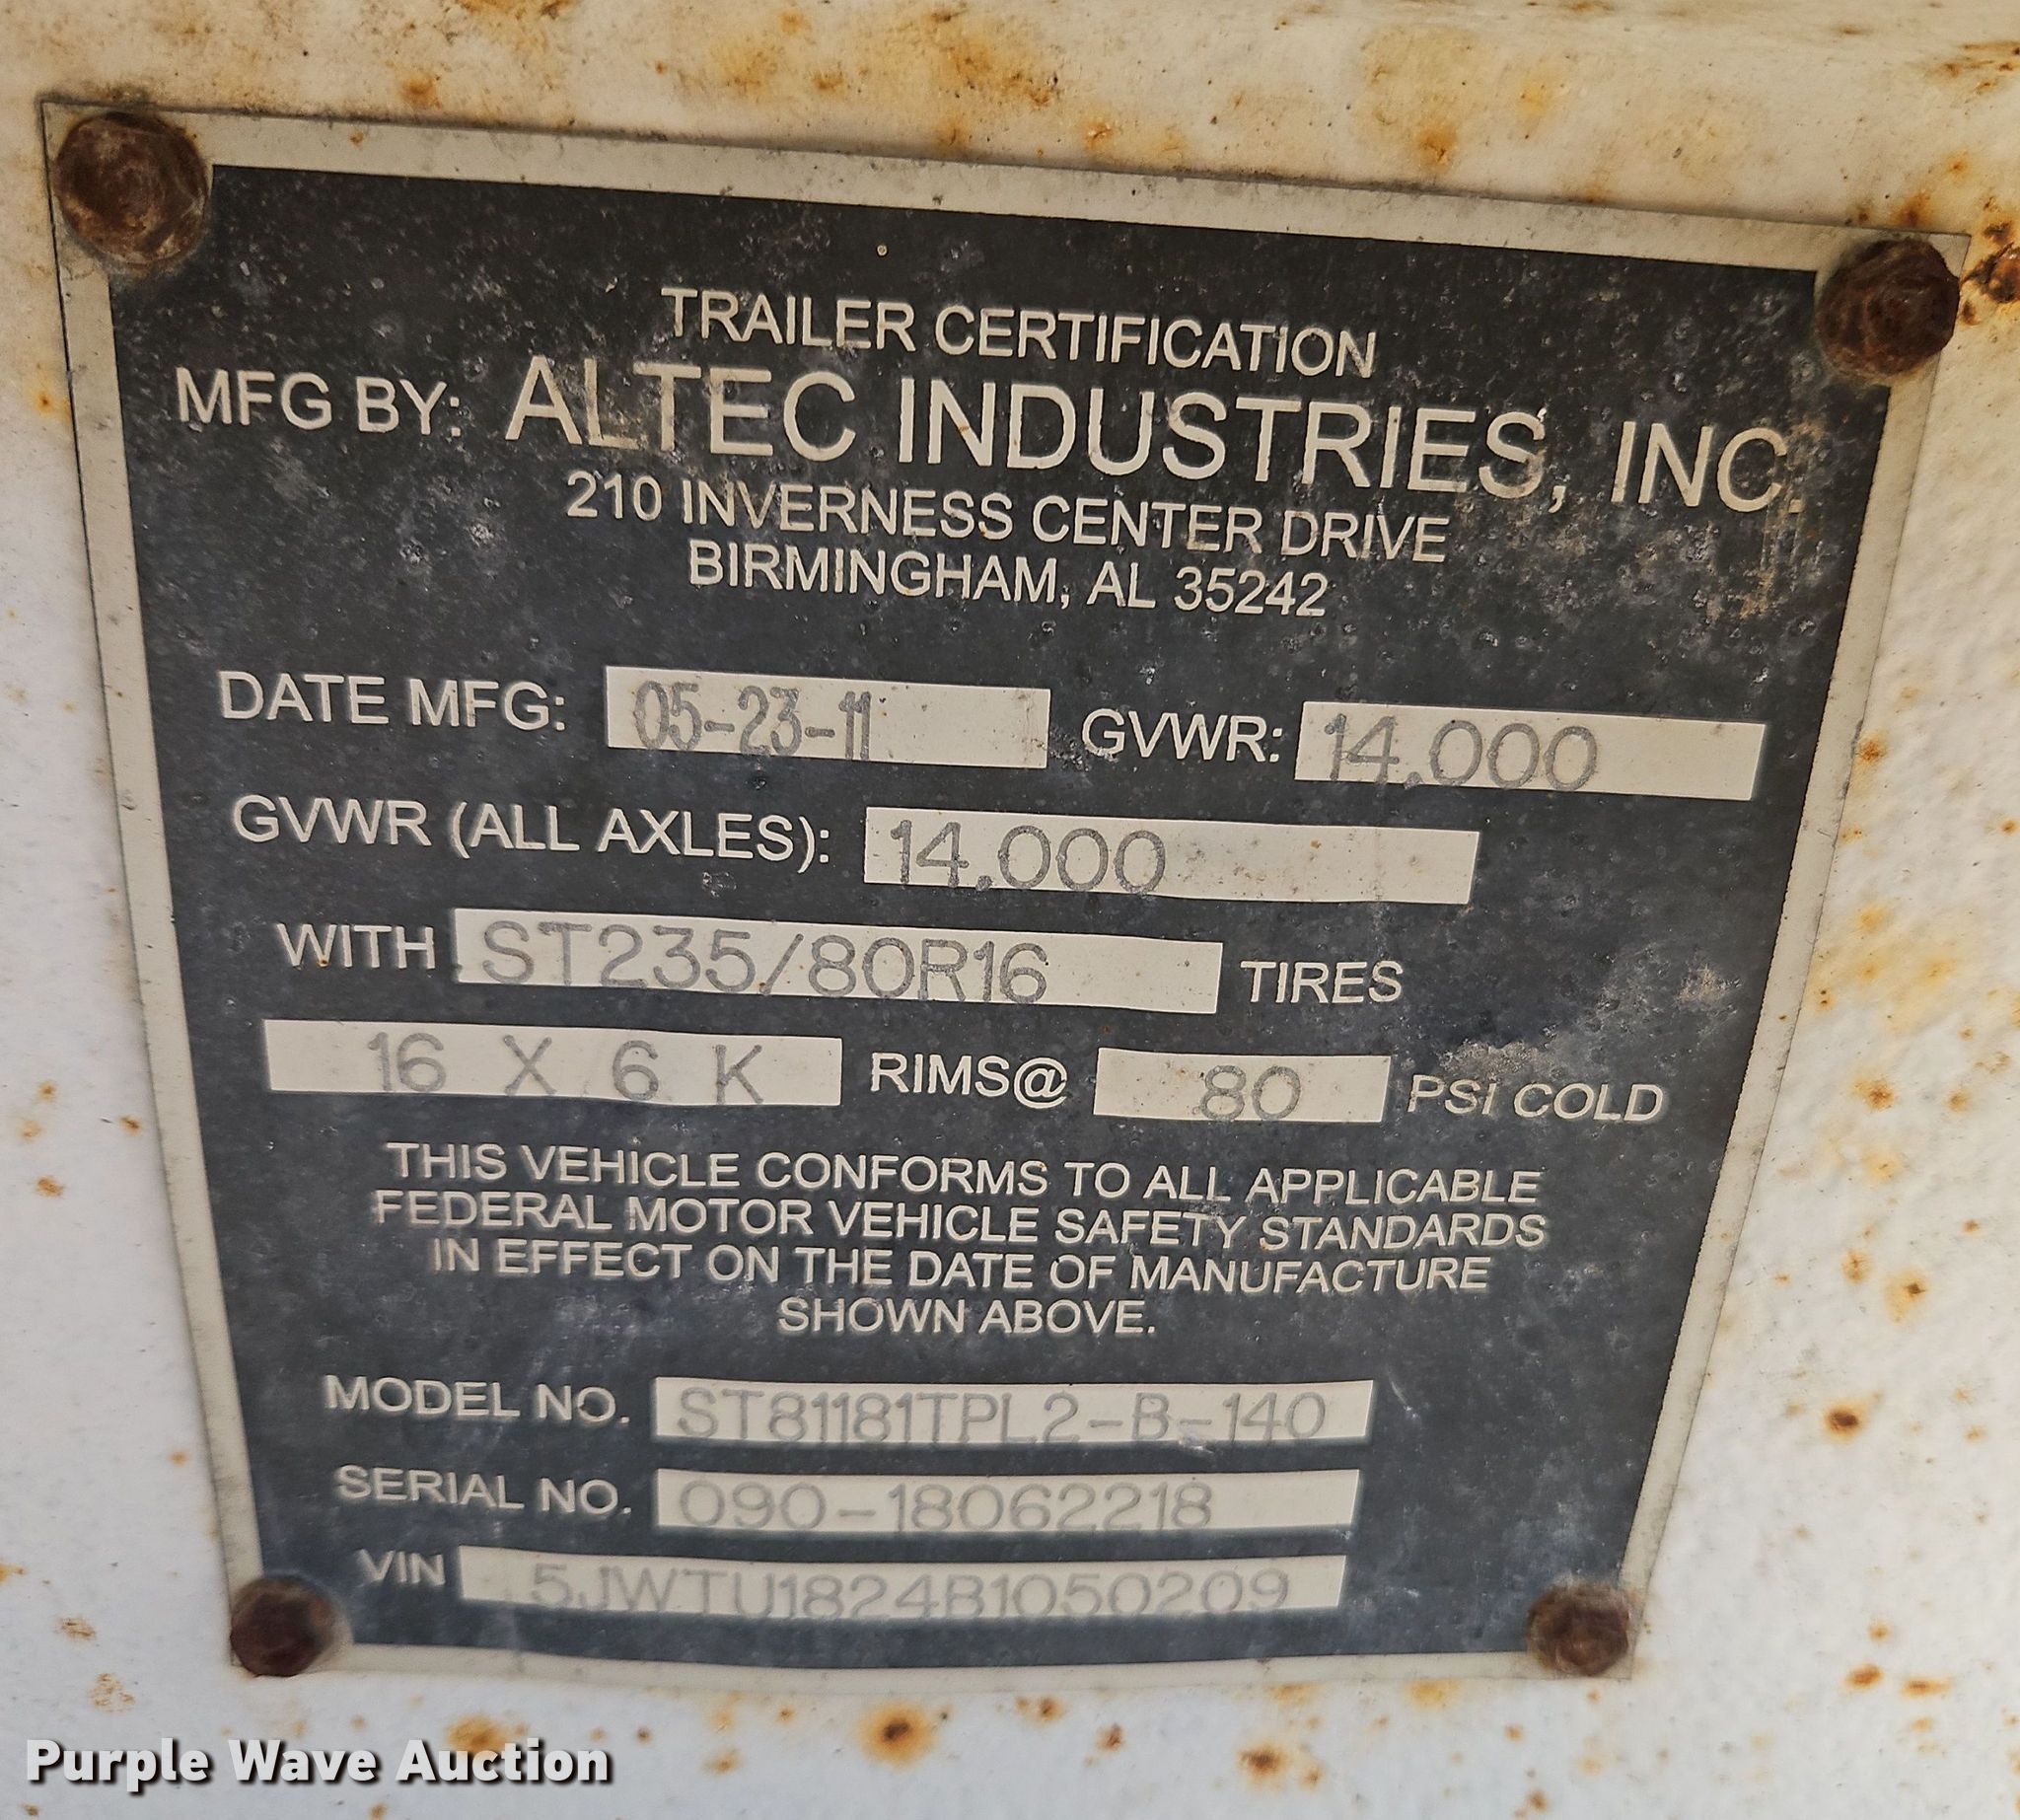 TRAILER CERTIFICATION
MFG BY: ALTEC INDUSTRIES, INC.
210 INVERNESS CENTER DRIVE
BIRMINGHAM, AL 35242
DATE MFG: 05-23-11 GVWR: 14,000
GVWR (ALL AXLES): 14,000
WITH ST235/80R16 TIRES
16 X 6 K RIMS@ 80 PSI COLD
THIS VEHICLE CONFORMS TO ALL APPLICABLE
FEDERAL MOTOR VEHICLE SAFETY STANDARDS
IN EFFECT ON THE DATE OF MANUFACTURE
SHOWN ABOVE.
MODEL NO. ST81181TPL2-B-140
SERIAL NO. 090-18062218
VIN 5JWTU1824B1050209
Purple Wave Auction